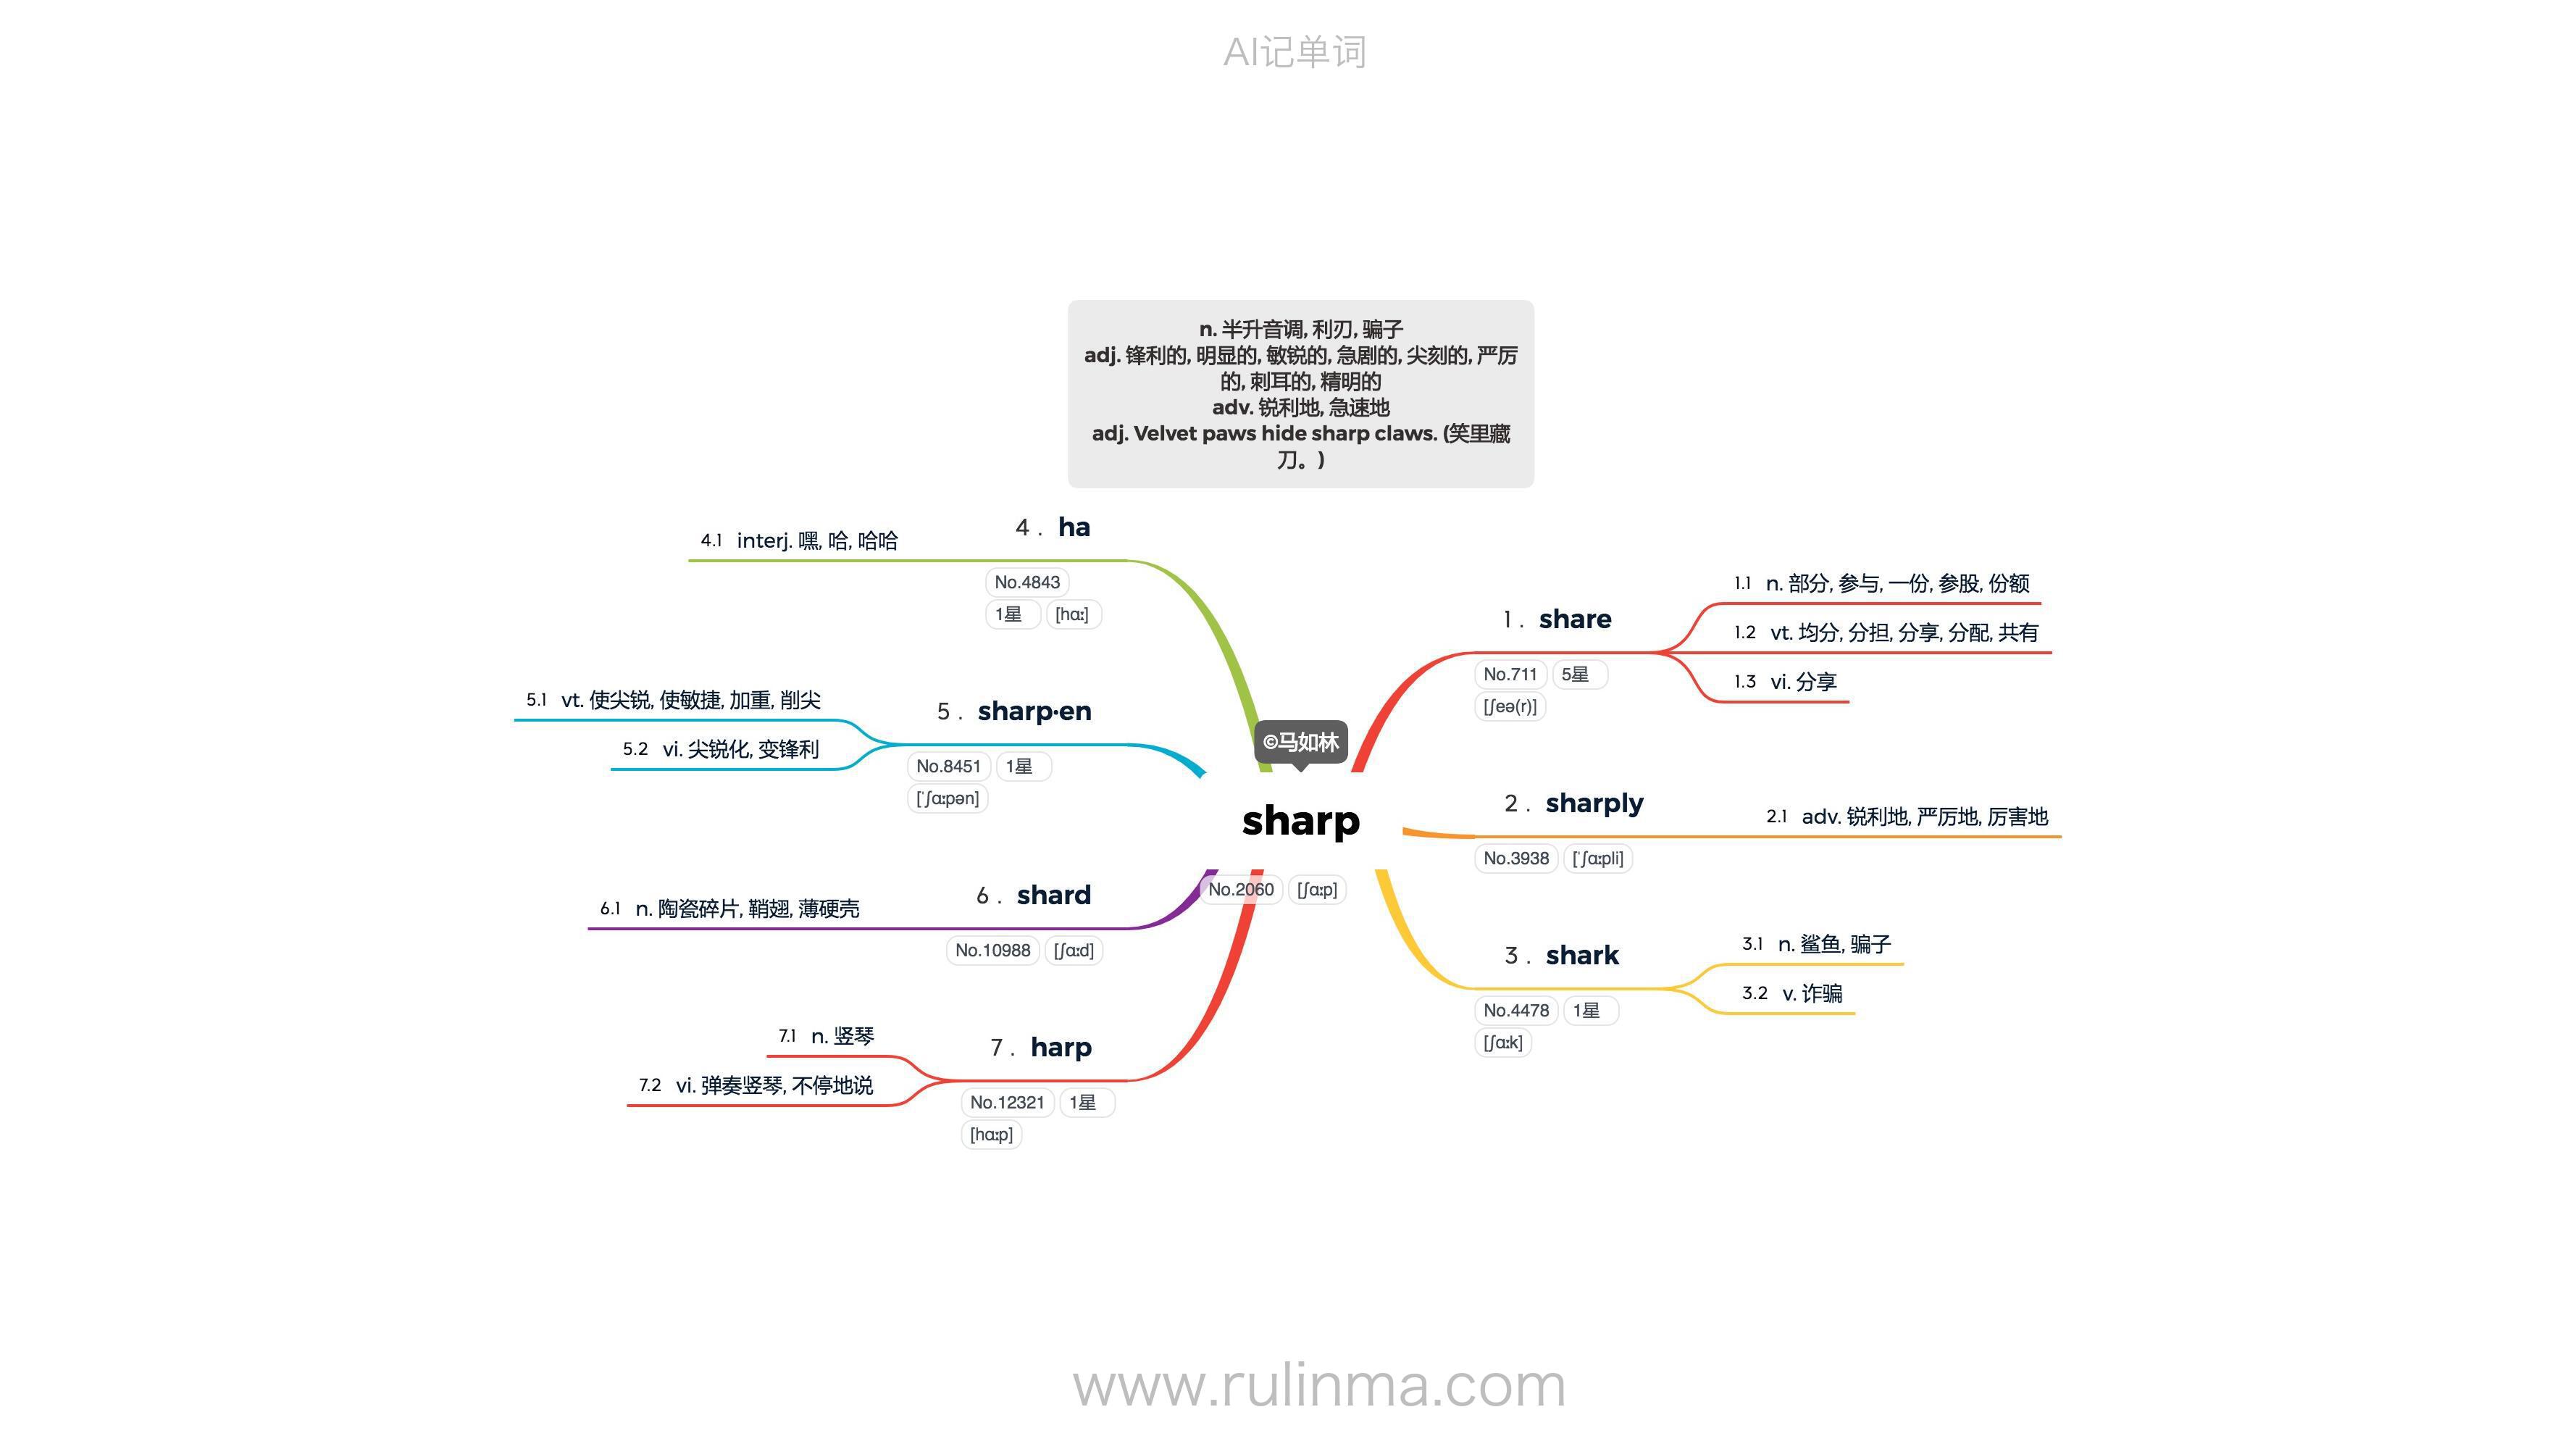 AI记单词
n. 半升音调, 利刃, 骗子
adj. 锋利的, 明显的, 敏锐的, 急剧的, 尖刻的, 严厉
的, 刺耳的, 精明的
adv. 锐利地, 急速地
adj. Velvet paws hide sharp claws. (笑里藏
刀。)
©马如林
sharp
No.2060 [ʃɑːp]
1 . share
No.711 5星
[ʃeə(r)]
1.1 n. 部分, 参与, 一份, 参股, 份额
1.2 vt. 均分, 分担, 分享, 分配, 共有
1.3 vi. 分享
2 . sharply
No.3938 [ˈʃɑːpli]
2.1 adv. 锐利地, 严厉地, 厉害地
3 . shark
No.4478 1星
[ʃɑːk]
3.1 n. 鲨鱼, 骗子
3.2 v. 诈骗
4 . ha
No.4843
1星 [hɑː]
4.1 interj. 嘿, 哈, 哈哈
5 . sharp·en
No.8451 1星
[ˈʃɑːpən]
5.1 vt. 使尖锐, 使敏捷, 加重, 削尖
5.2 vi. 尖锐化, 变锋利
6 . shard
No.10988 [ʃɑːd]
6.1 n. 陶瓷碎片, 鞘翅, 薄硬壳
7 . harp
No.12321 1星
[hɑːp]
7.1 n. 竖琴
7.2 vi. 弹奏竖琴, 不停地说
www.rulinma.com